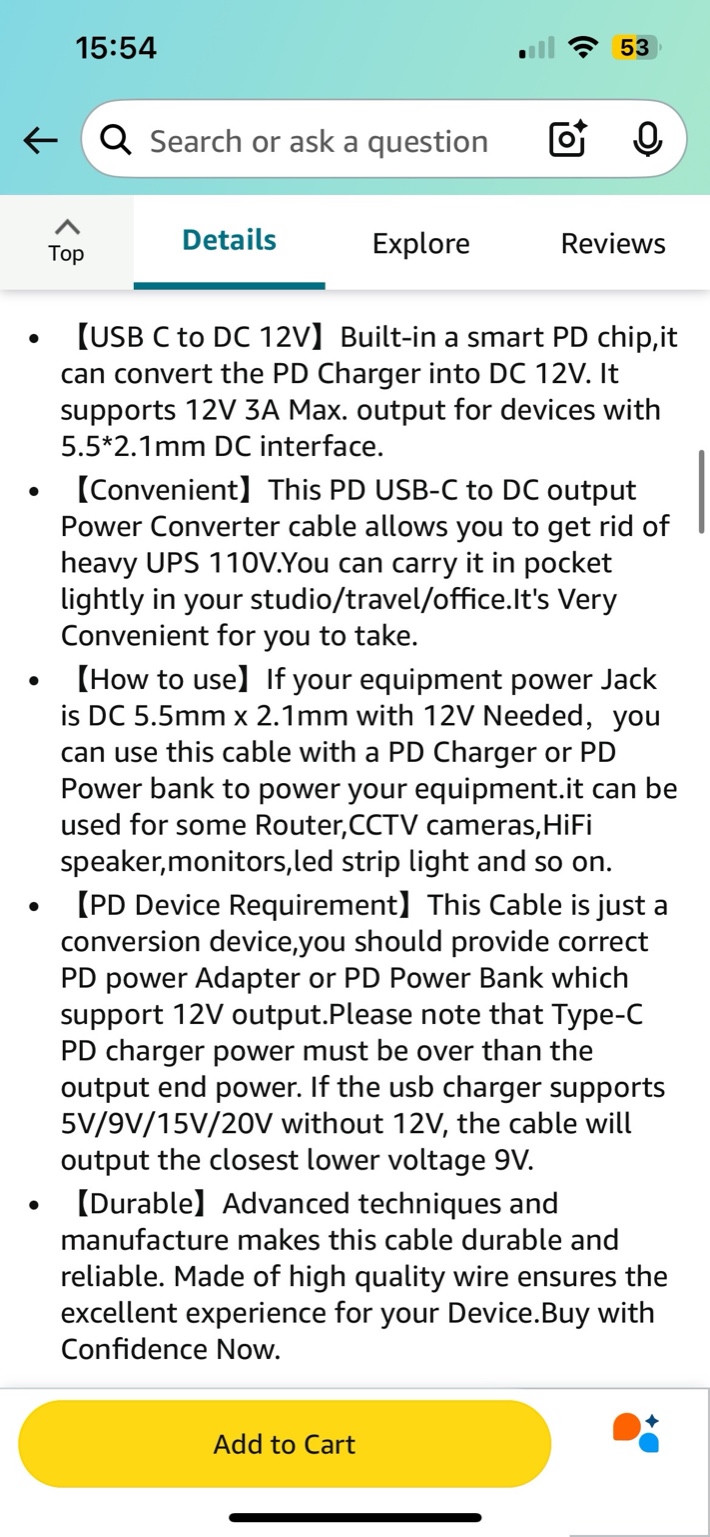 15:54
53
Search or ask a question
Top
Details
Explore
Reviews
• 【USB C to DC 12V】Built-in a smart PD chip,it
can convert the PD Charger into DC 12V. It
supports 12V 3A Max. output for devices with
5.5*2.1mm DC interface.
• 【Convenient】This PD USB-C to DC output
Power Converter cable allows you to get rid of
heavy UPS 110V.You can carry it in pocket
lightly in your studio/travel/office.It's Very
Convenient for you to take.
• 【How to use】If your equipment power Jack
is DC 5.5mm x 2.1mm with 12V Needed，you
can use this cable with a PD Charger or PD
Power bank to power your equipment.it can be
used for some Router,CCTV cameras,HiFi
speaker,monitors,led strip light and so on.
• 【PD Device Requirement】This Cable is just a
conversion device,you should provide correct
PD power Adapter or PD Power Bank which
support 12V output.Please note that Type-C
PD charger power must be over than the
output end power. If the usb charger supports
5V/9V/15V/20V without 12V, the cable will
output the closest lower voltage 9V.
• 【Durable】Advanced techniques and
manufacture makes this cable durable and
reliable. Made of high quality wire ensures the
excellent experience for your Device.Buy with
Confidence Now.
Add to Cart